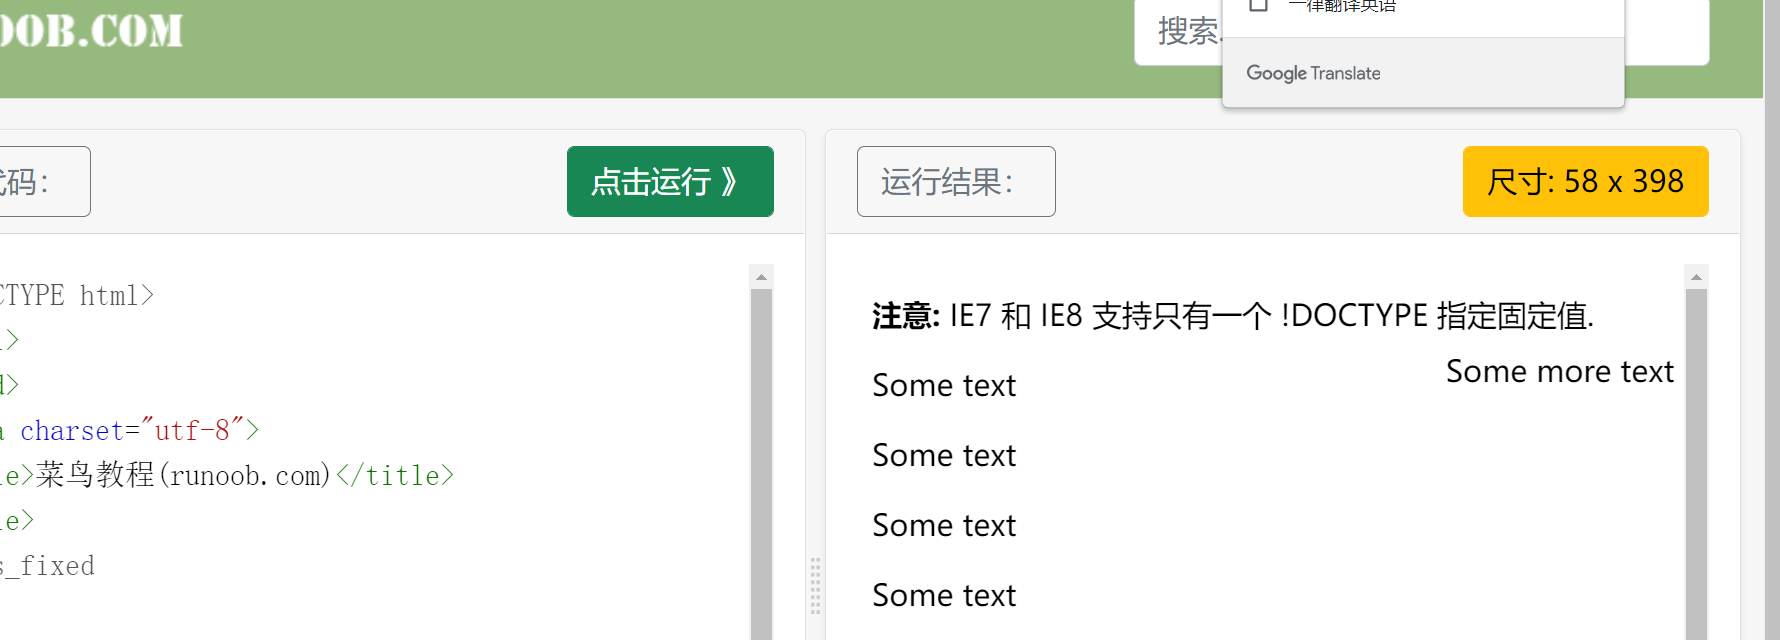 OOB.COM
搜索.
一律翻译英语
Google Translate
代码:
点击运行 》
运行结果:
尺寸: 58 x 398
CTYPE html>
l>
d>
a charset="utf-8">
le>菜鸟教程(runoob.com)</title>
le>
s_fixed
注意: IE7 和 IE8 支持只有一个 !DOCTYPE 指定固定值.
Some more text
Some text
Some text
Some text
Some text